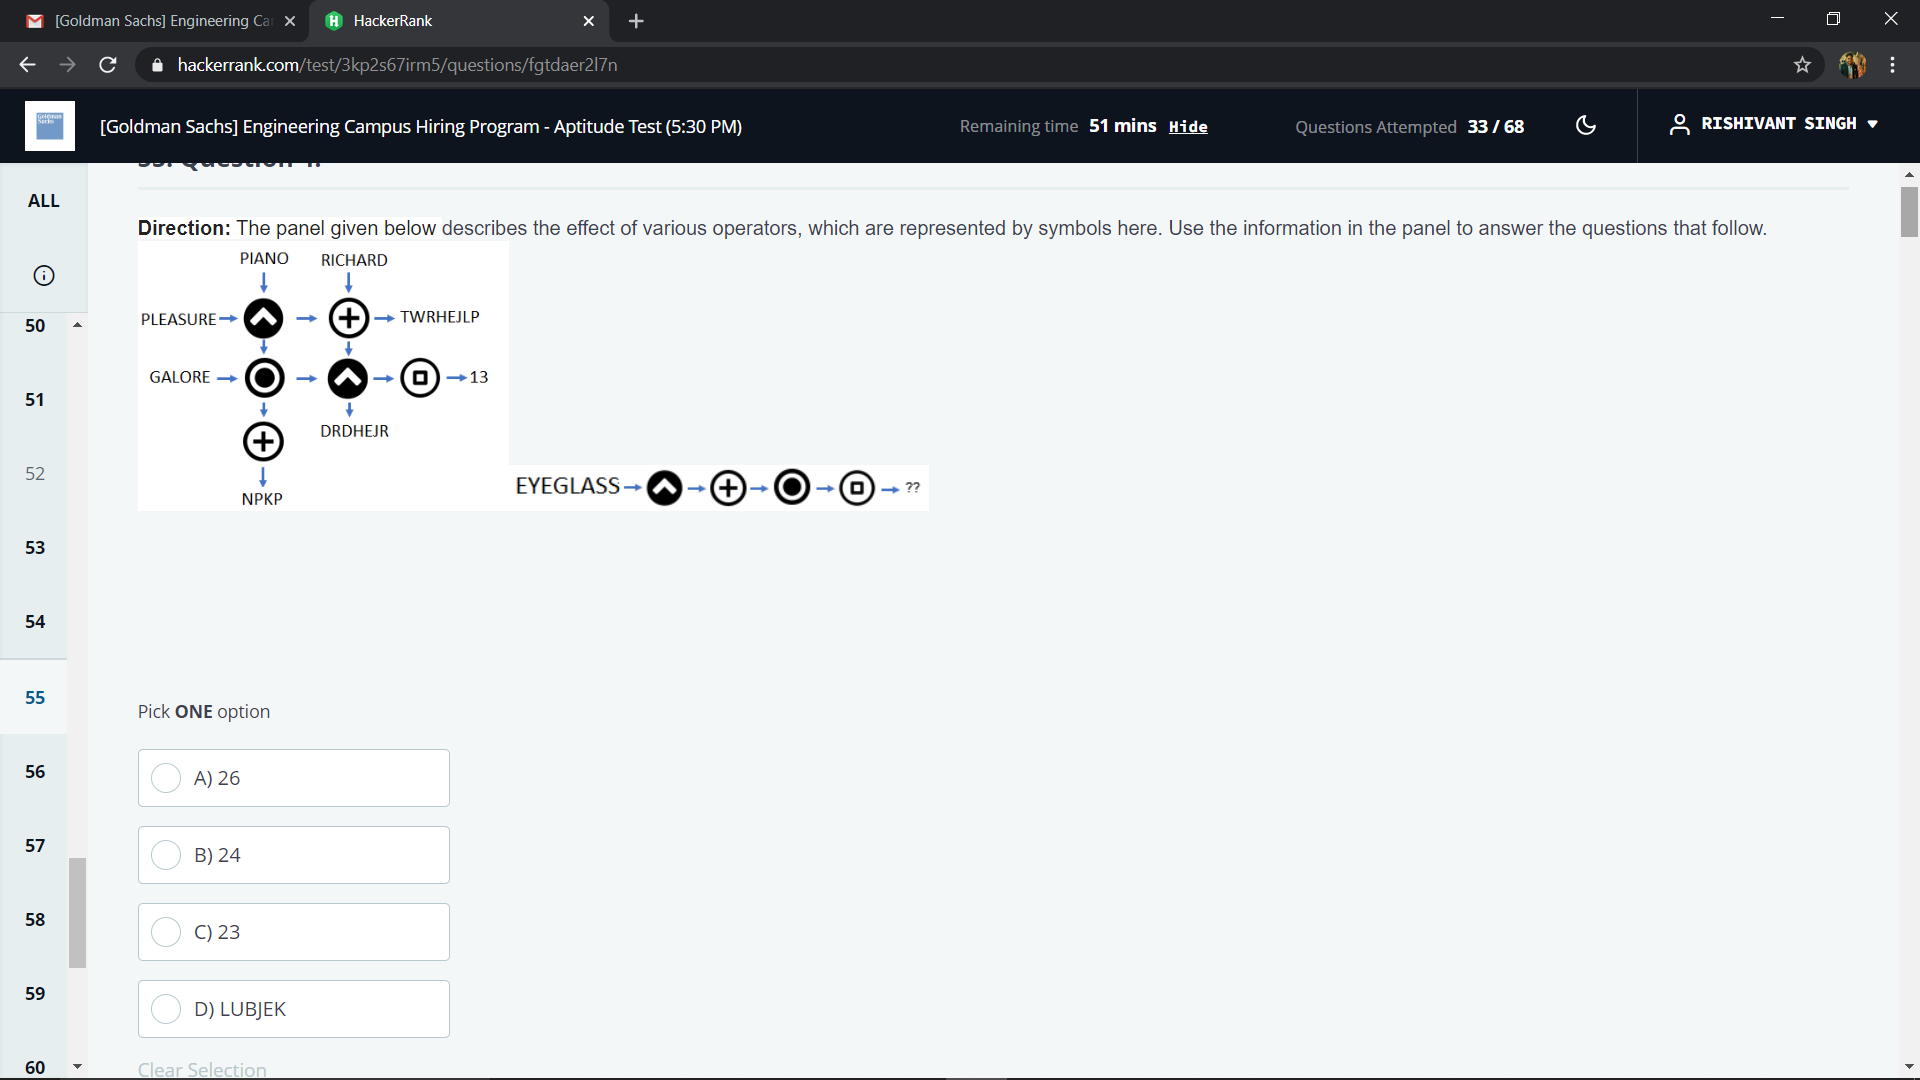 [Goldman Sachs] Engineering Ca
HackerRank
hackerrank.com/test/3kp2s67irm5/questions/fgtdaer2l7n
Goldman
Sachs
[Goldman Sachs] Engineering Campus Hiring Program - Aptitude Test (5:30 PM)
Remaining time 51 mins Hide
Questions Attempted 33 / 68
RISHIVANT SINGH
ALL
50
51
52
53
54
55
56
57
58
59
60
Direction: The panel given below describes the effect of various operators, which are represented by symbols here. Use the information in the panel to answer the questions that follow.
PIANO RICHARD
PLEASURE TWRHEJLP
GALORE 13
DRDHEJR
NPKP
EYEGLASS ??
Pick ONE option
A) 26
B) 24
C) 23
D) LUBJEK
Clear Selection